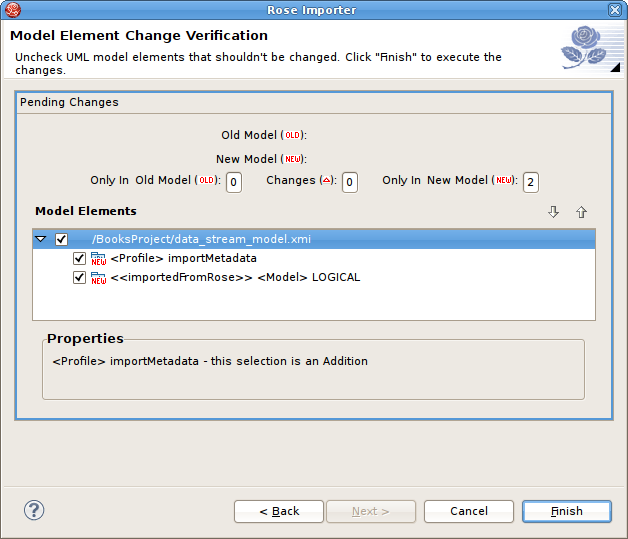 Rose Importer
Model Element Change Verification
Uncheck UML model elements that shouldn't be changed. Click "Finish" to execute the
changes.
Pending Changes
Old Model (OLD):
New Model (NEW):
Only In Old Model (OLD): 0 Changes ( ): 0 Only In New Model (NEW): 2
Model Elements
/BooksProject/data_stream_model.xmi
NEW <Profile> importMetadata
NEW <<importedFromRose>> <Model> LOGICAL
Properties
<Profile> importMetadata - this selection is an Addition
? < Back Next > Cancel Finish